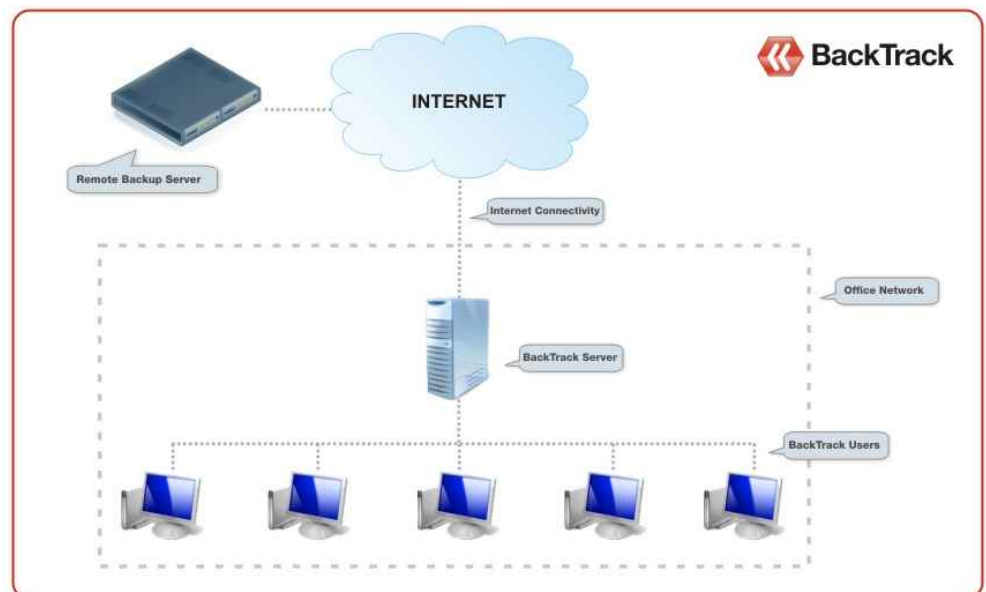 BackTrack
INTERNET
Remote Backup Server
Internet Connectivity
Office Network
BackTrack Server
BackTrack Users